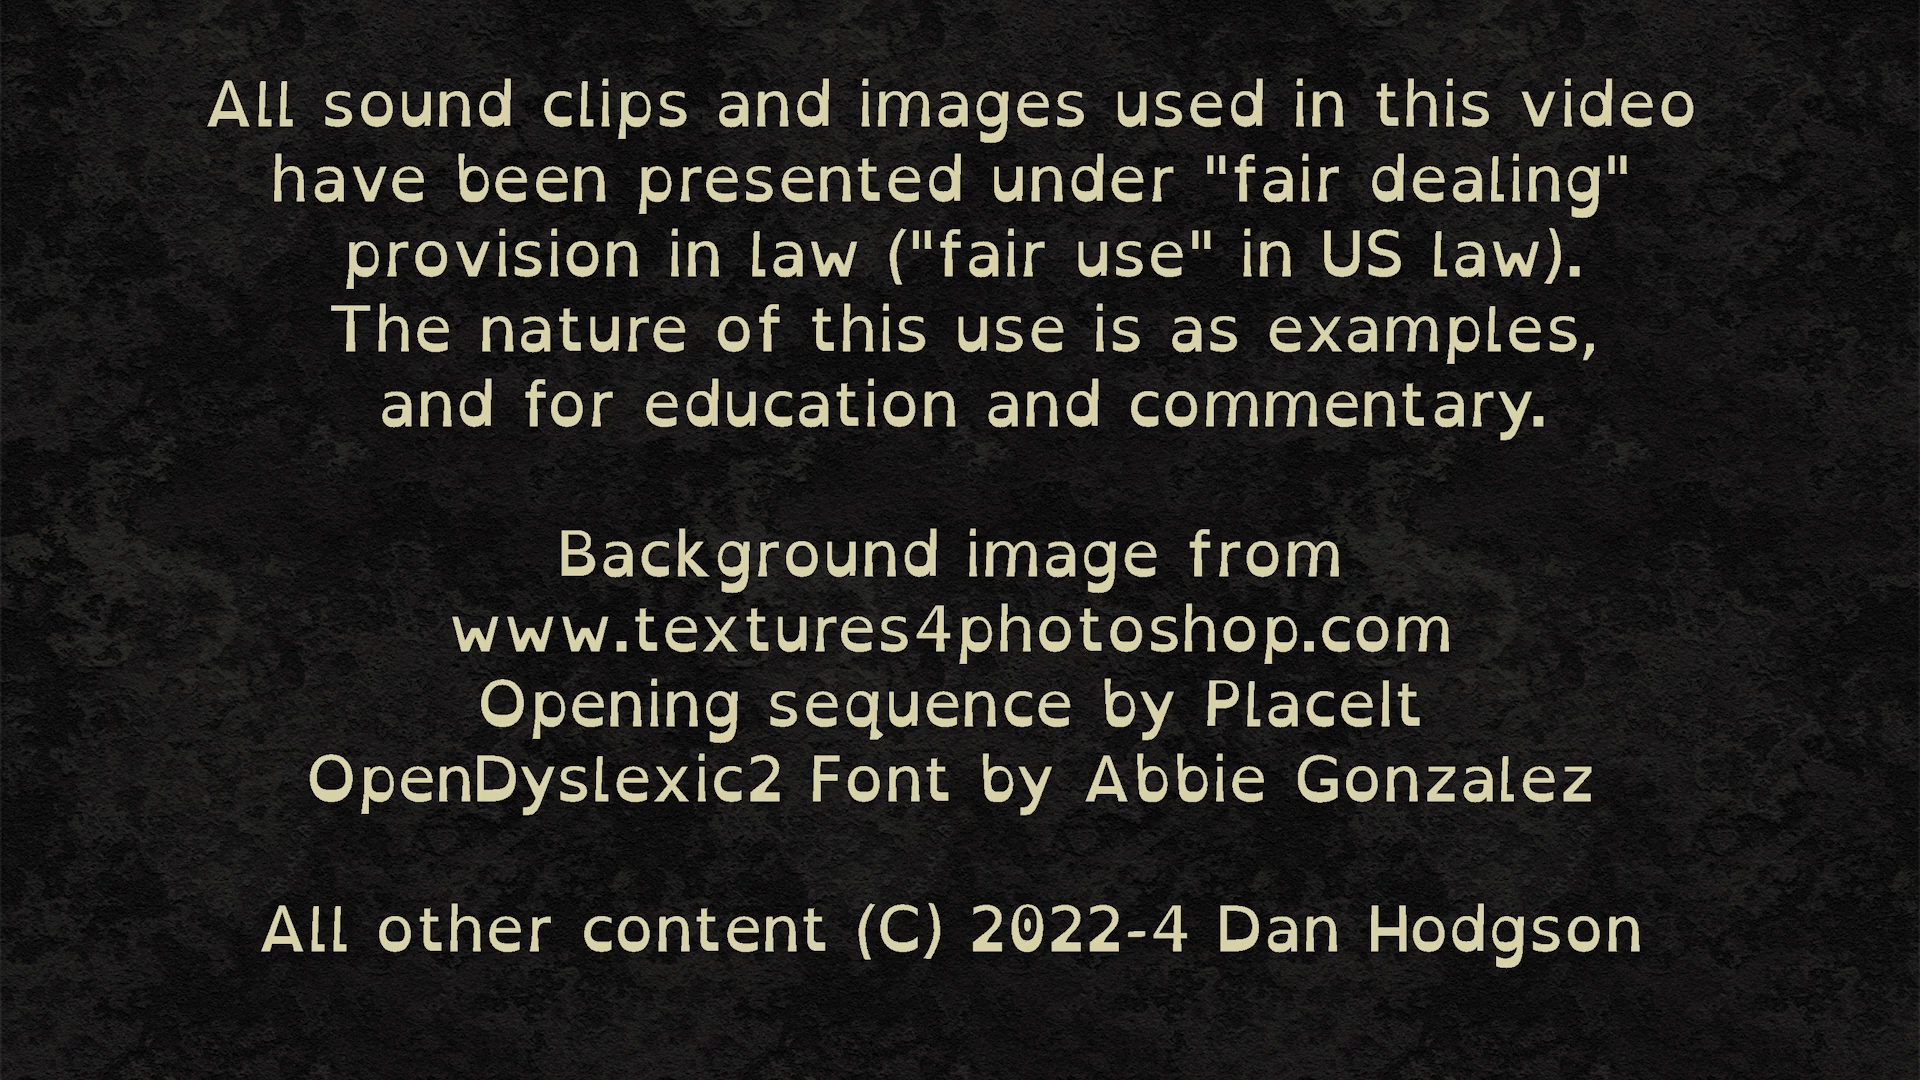 All sound clips and images used in this video
have been presented under "fair dealing"
provision in law ("fair use" in US law).
The nature of this use is as examples,
and for education and commentary.
Background image from
www.textures4photoshop.com
Opening sequence by PlaceIt
OpenDyslexic2 Font by Abbie Gonzalez
All other content (C) 2022-4 Dan Hodgson